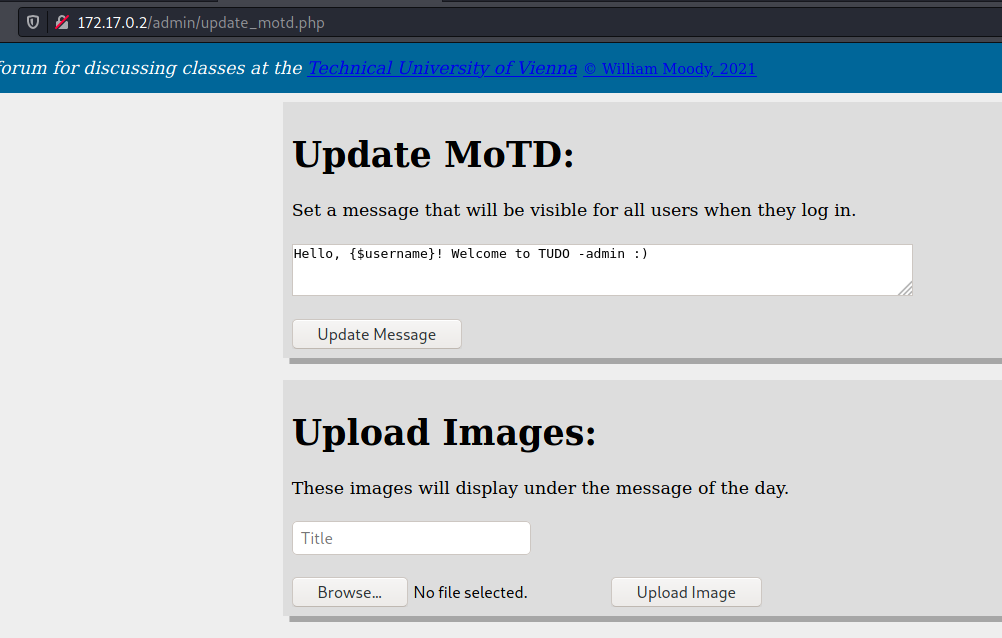 172.17.0.2/admin/update_motd.php
forum for discussing classes at the Technical University of Vienna © William Moody, 2021
Update MoTD:
Set a message that will be visible for all users when they log in.
Hello, {$username}! Welcome to TUDO -admin :)
Update Message
Upload Images:
These images will display under the message of the day.
Title
Browse... No file selected. Upload Image